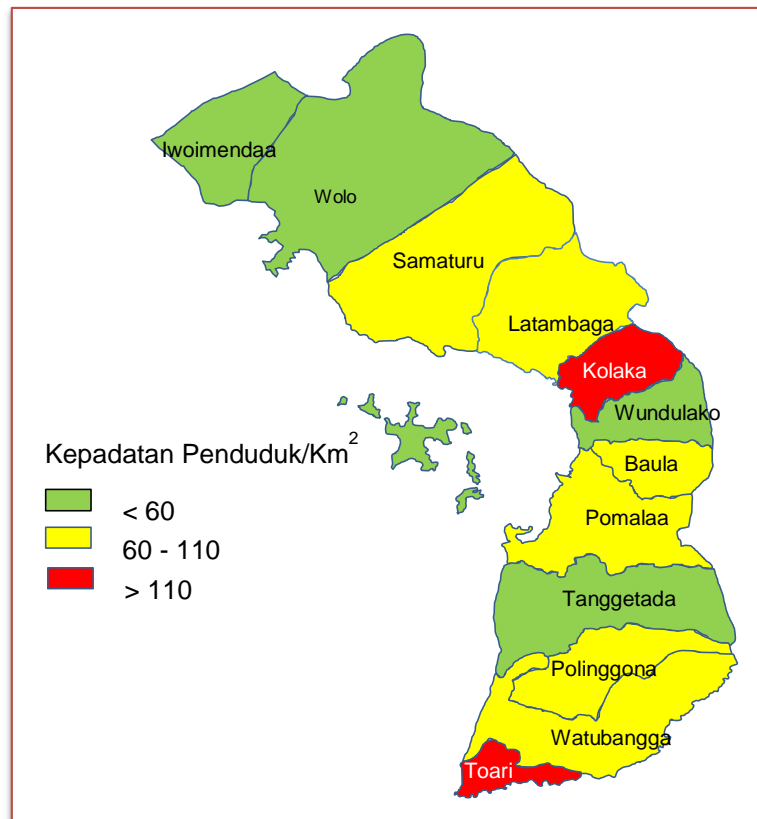 Iwoimendaa
Wolo
Samaturu
Latambaga
Kolaka
Wundulako
Baula
Pomalaa
Tanggetada
Polinggona
Watubangga
Toari
Kepadatan Penduduk/Km²
< 60
60 - 110
> 110